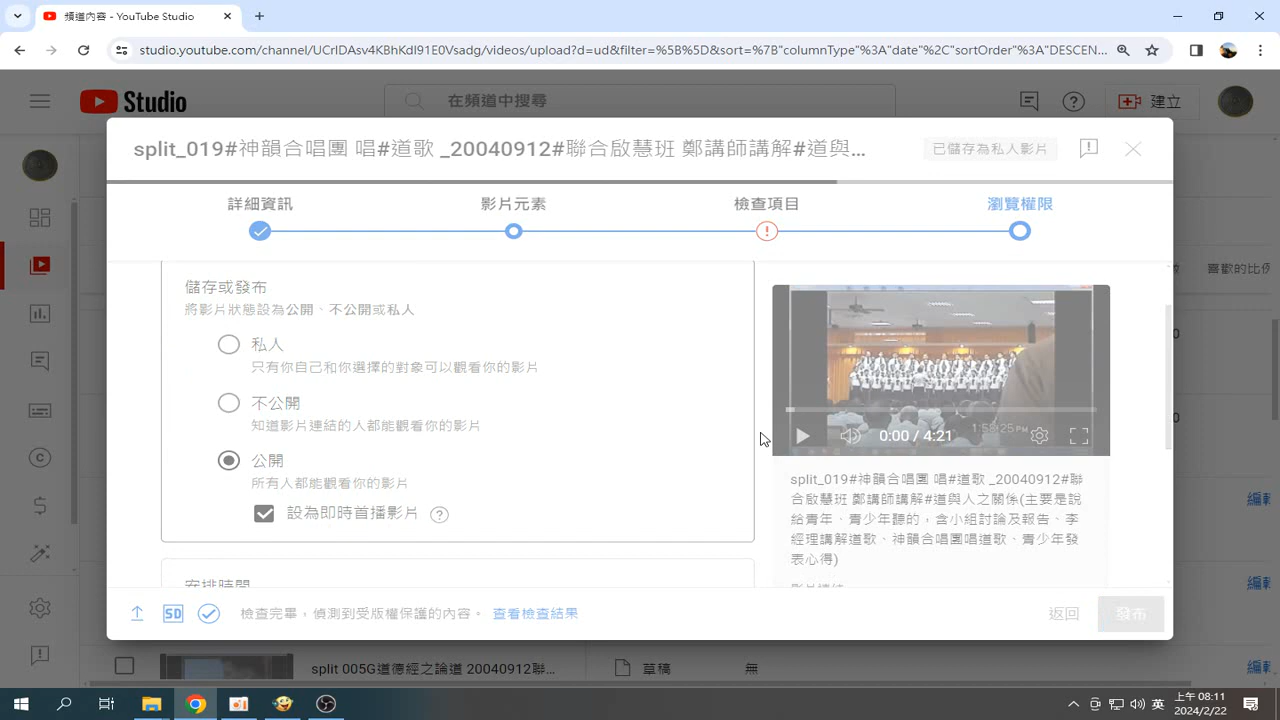 頻道內容 - YouTube Studio
studio.youtube.com/channel/UCrIDAsv4KBhKdI91E0Vsadg/videos/upload?d=ud&filter=%5B%5D&sort=%7B"columnType"%3A"date"%2C"sortOrder"%3A"DESCEN...
Studio
在頻道中搜尋
建立
split_019#神韻合唱團 唱#道歌 _20040912#聯合啟慧班 鄭講師講解#道與...
已儲存為私人影片
詳細資訊
影片元素
檢查項目
瀏覽權限
喜歡的比例
儲存或發布
將影片狀態設為公開、不公開或私人
私人
只有你自己和你選擇的對象可以觀看你的影片
不公開
知道影片連結的人都能觀看你的影片
公開
所有人都能觀看你的影片
設為即時首播影片
安排時間
0:00 / 4:21
1:58:25 PM
split_019#神韻合唱團 唱#道歌 _20040912#聯
合啟慧班 鄭講師講解#道與人之關係(主要是說
給青年、青少年聽的，含小組討論及報告、李
經理講解道歌、神韻合唱團唱道歌、青少年發
表心得)
影片連結
SD
檢查完畢，偵測到受版權保護的內容。 查看檢查結果
返回
發布
split 005G道德經之論道 20040912聯...
草稿
無
英
上午 08:11
2024/2/22